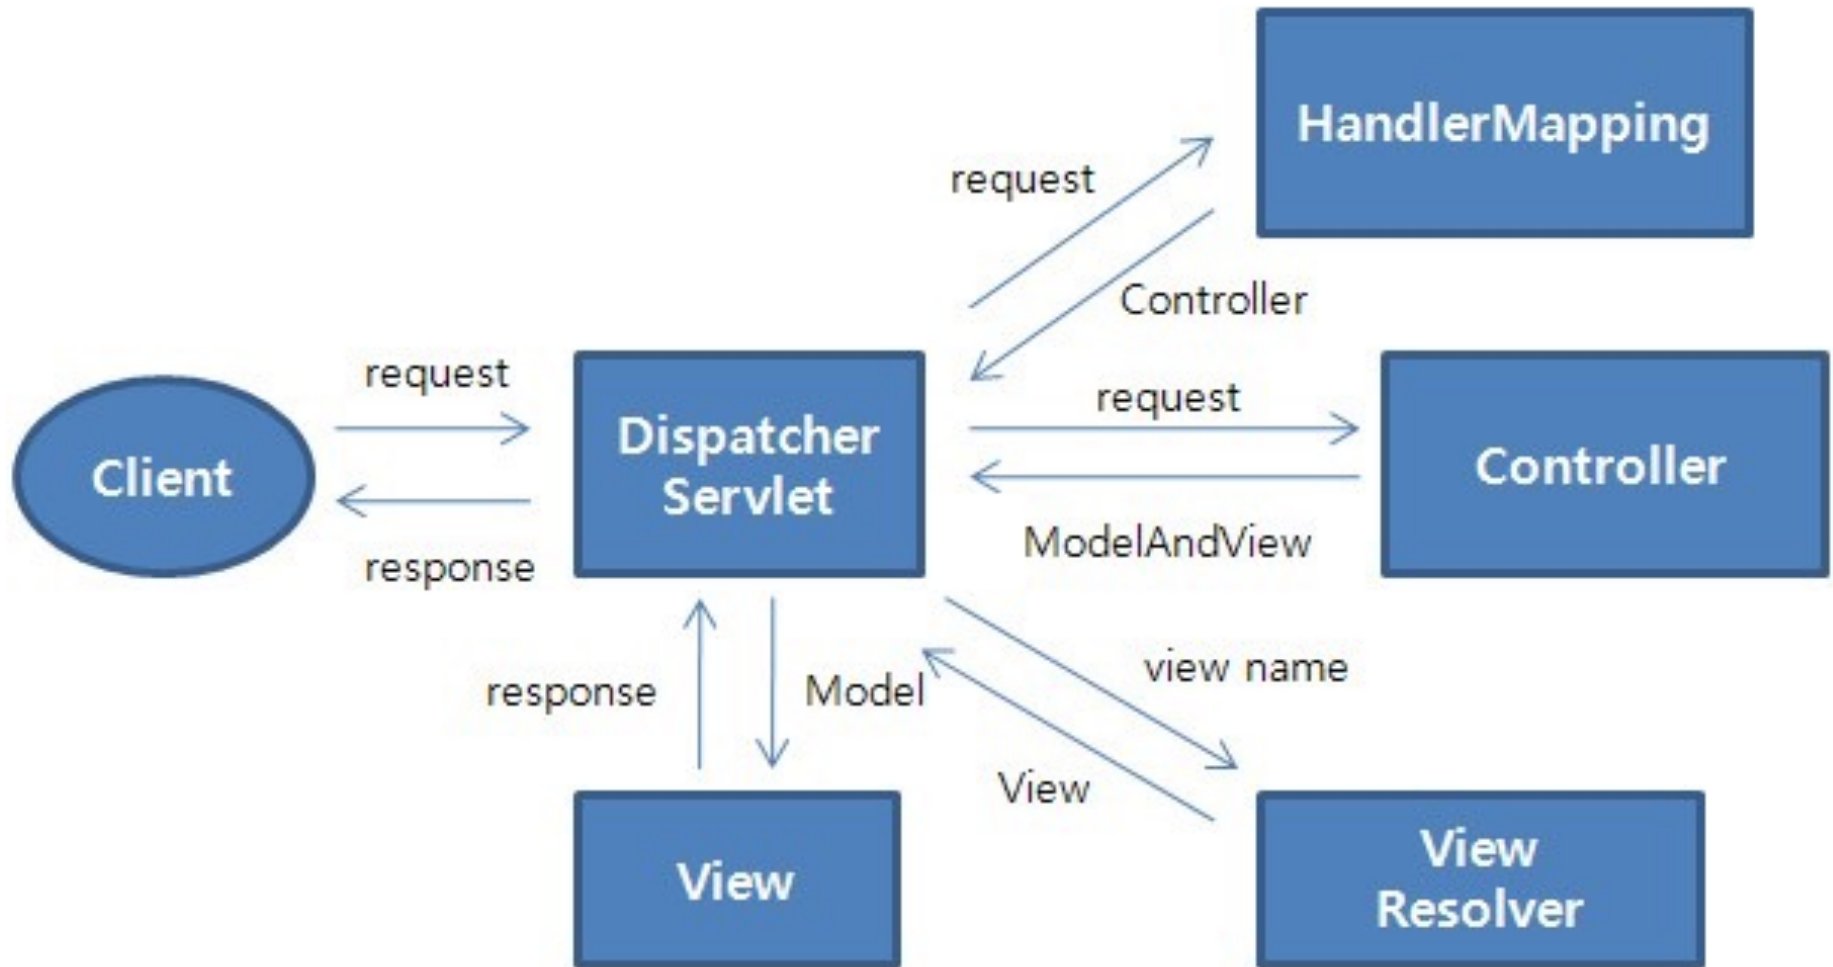 HandlerMapping
request
Controller
request
request
Client
Dispatcher
Servlet
Controller
ModelAndView
response
response
Model
view name
View
View
View
Resolver